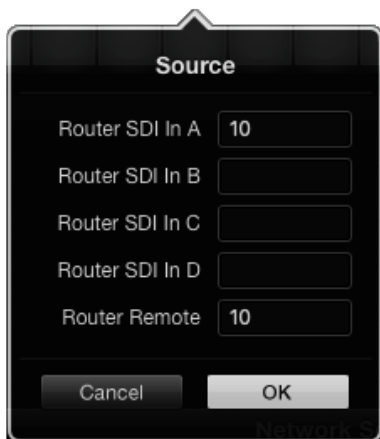 Source
Router SDI In A 10
Router SDI In B
Router SDI In C
Router SDI In D
Router Remote 10
Cancel OK
Network